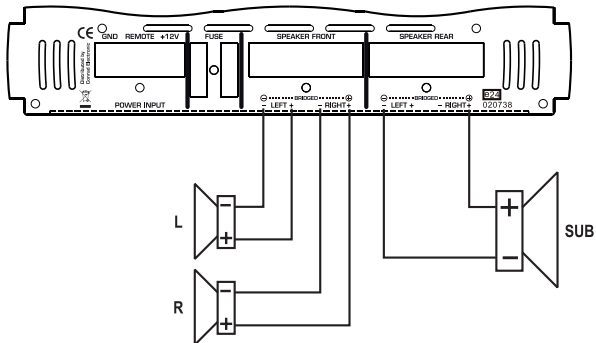 CE GND REMOTE +12V FUSE SPEAKER FRONT SPEAKER REAR
Distributed by
Conrad Electronic
POWER INPUT
⊖ BRIDGED ⊕ ⊖ BRIDGED ⊕
− LEFT + − RIGHT + − LEFT + − RIGHT +
e24
020738
L − +
R − +
+ − SUB